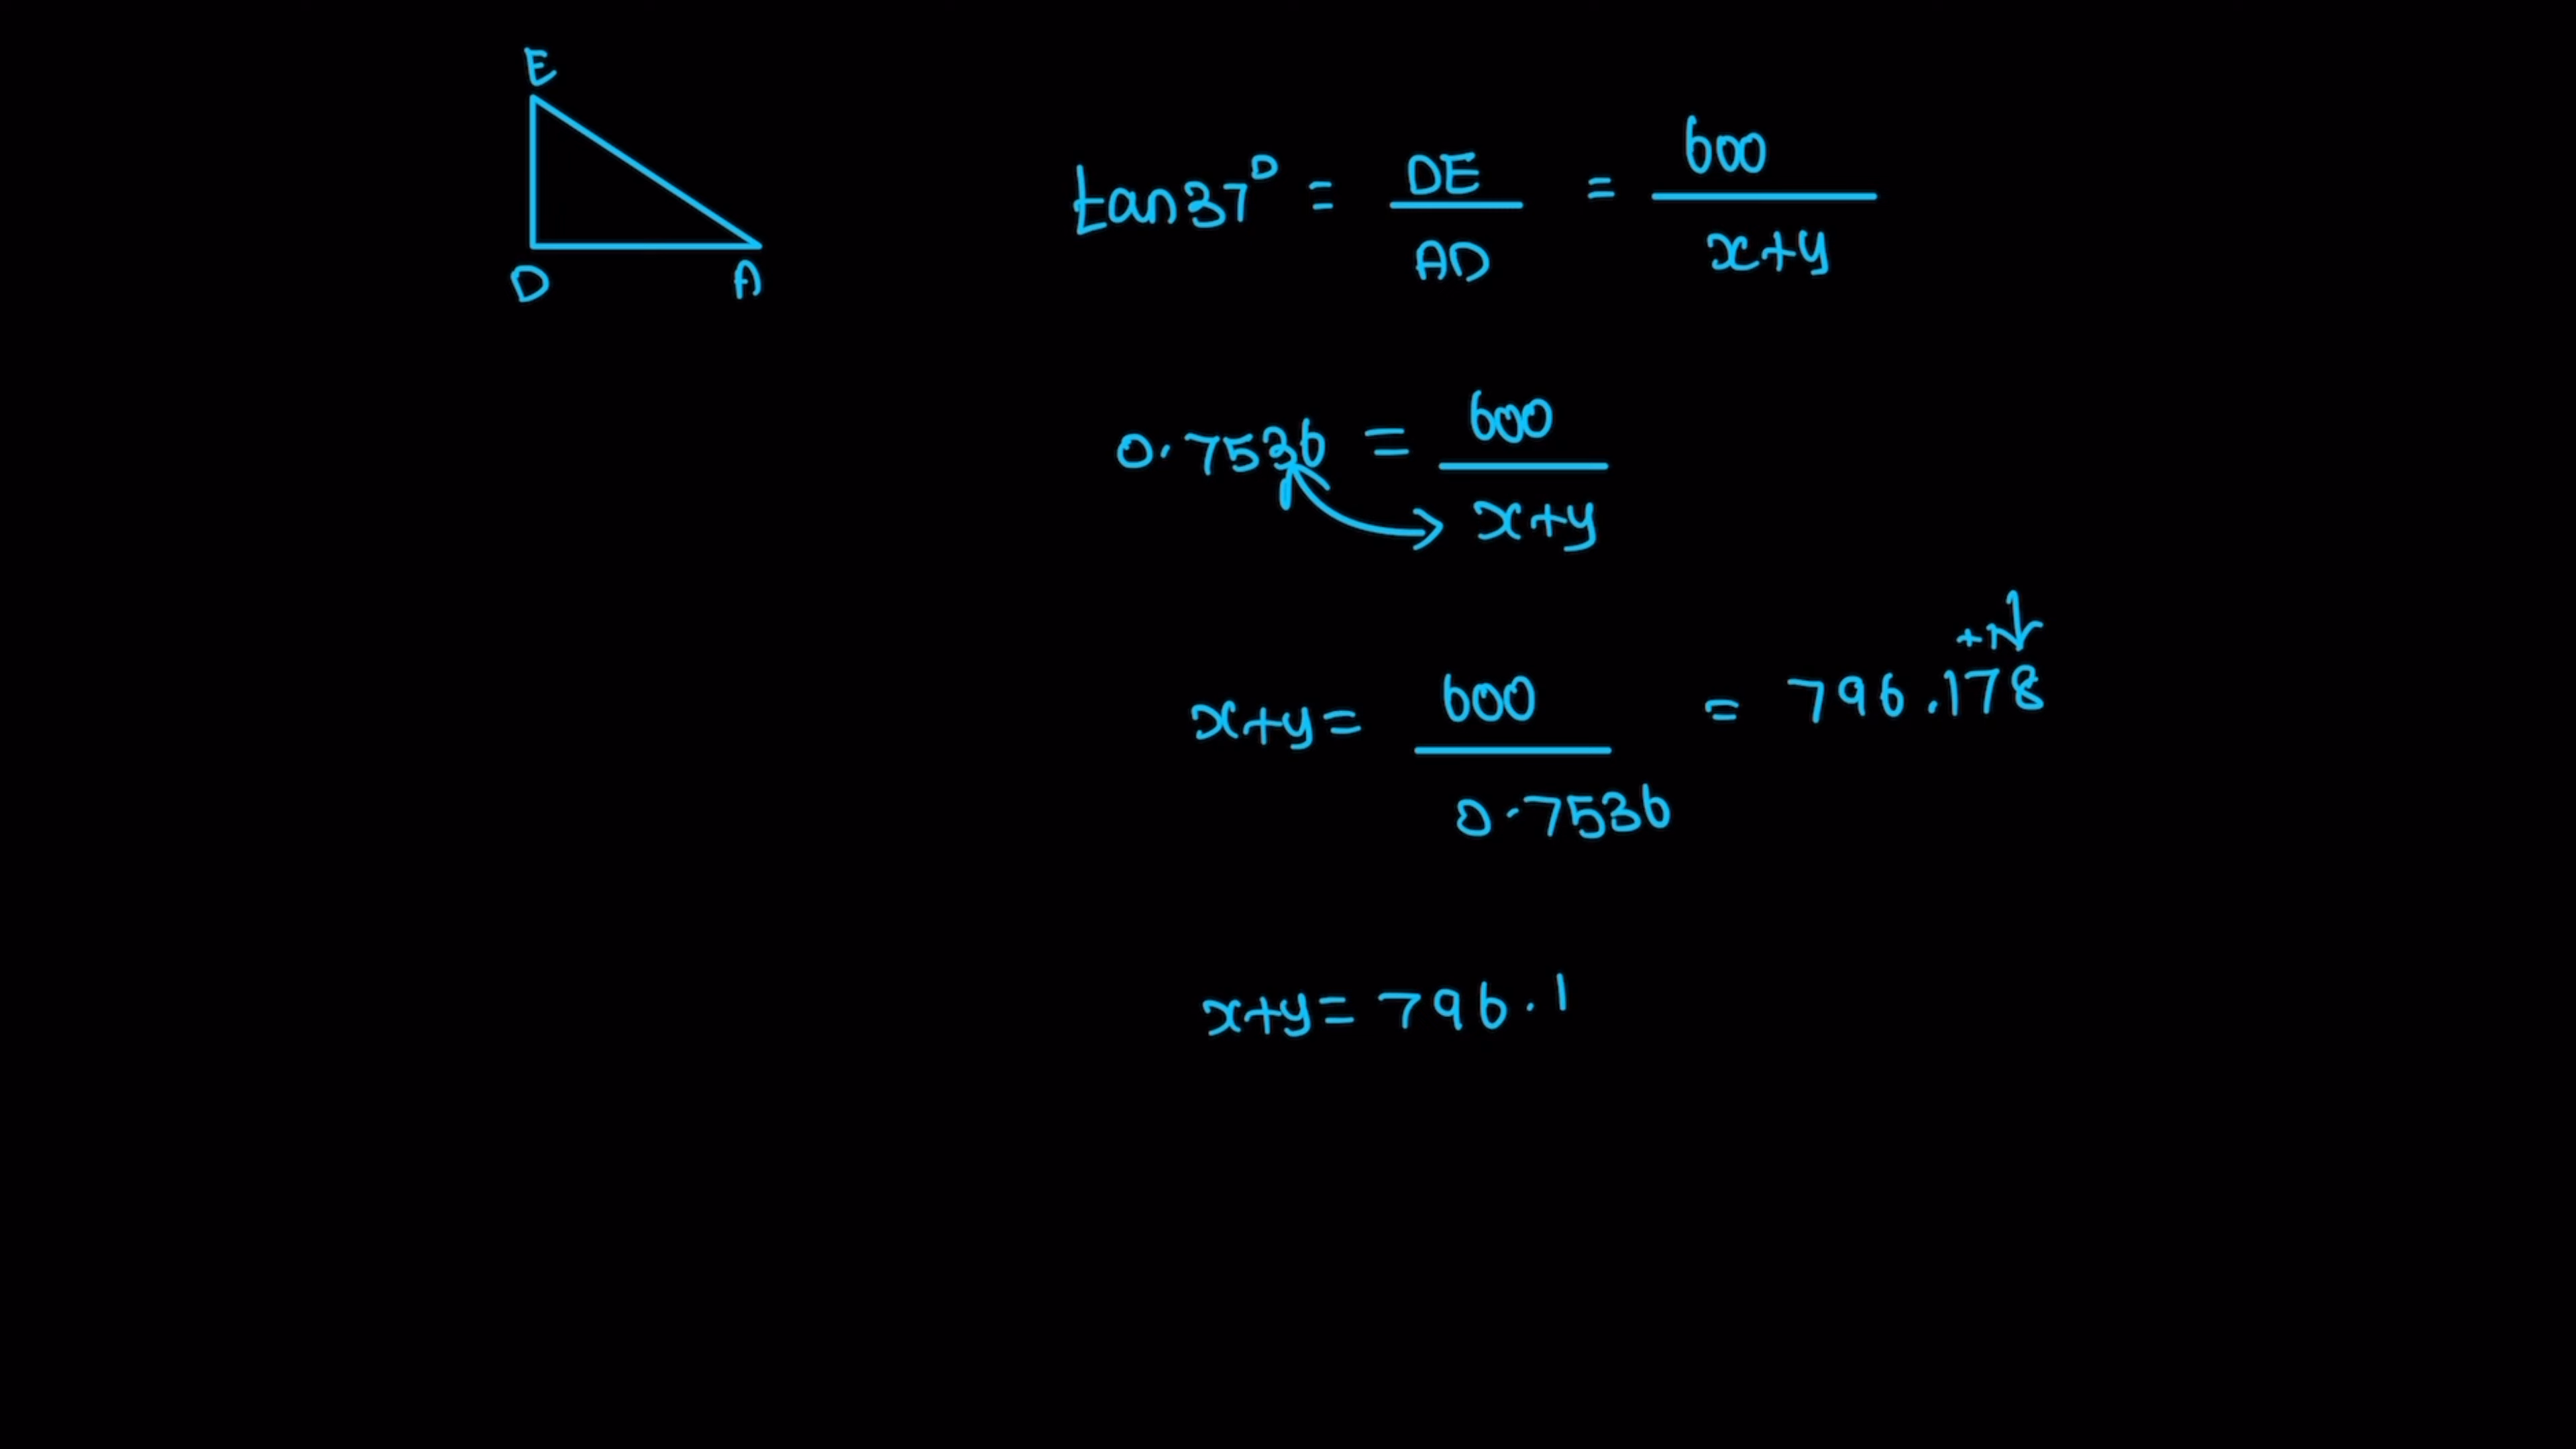 E
D A
tan37° = DE/AD = 600/x+y
0.7536 = 600/x+y
+1
x+y = 600/0.7536 = 796.178
x+y = 796.1